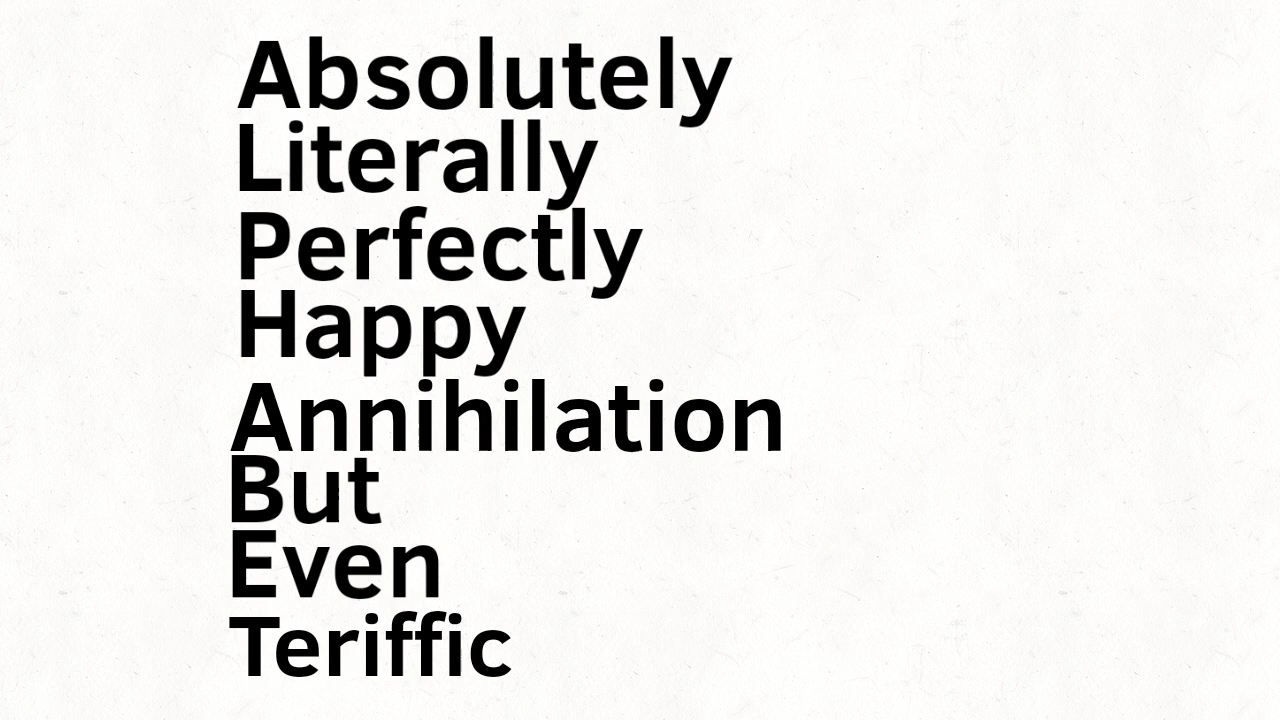 Absolutely
Literally
Perfectly
Happy
Annihilation
But
Even
Teriffic